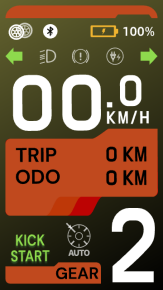 100%
00.0
KM/H
TRIP 0 KM
ODO 0 KM
KICK
START
AUTO
GEAR
2